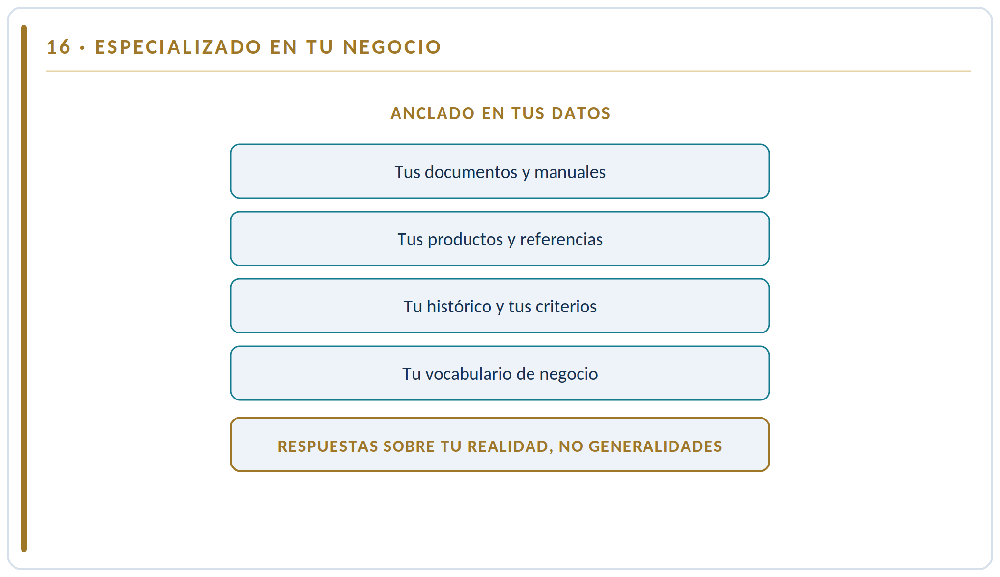 16 · ESPECIALIZADO EN TU NEGOCIO
ANCLADO EN TUS DATOS
Tus documentos y manuales
Tus productos y referencias
Tu histórico y tus criterios
Tu vocabulario de negocio
RESPUESTAS SOBRE TU REALIDAD, NO GENERALIDADES